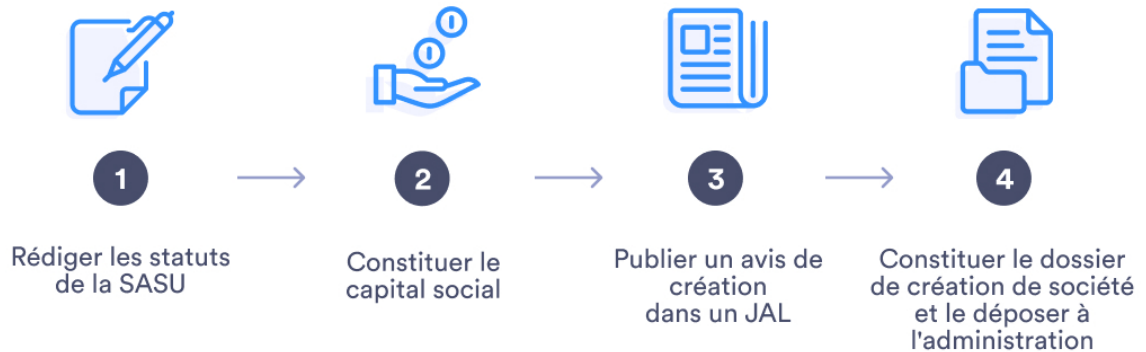 1
2
3
4
Rédiger les statuts
de la SASU
Constituer le
capital social
Publier un avis de
création
dans un JAL
Constituer le dossier
de création de société
et le déposer à
l'administration